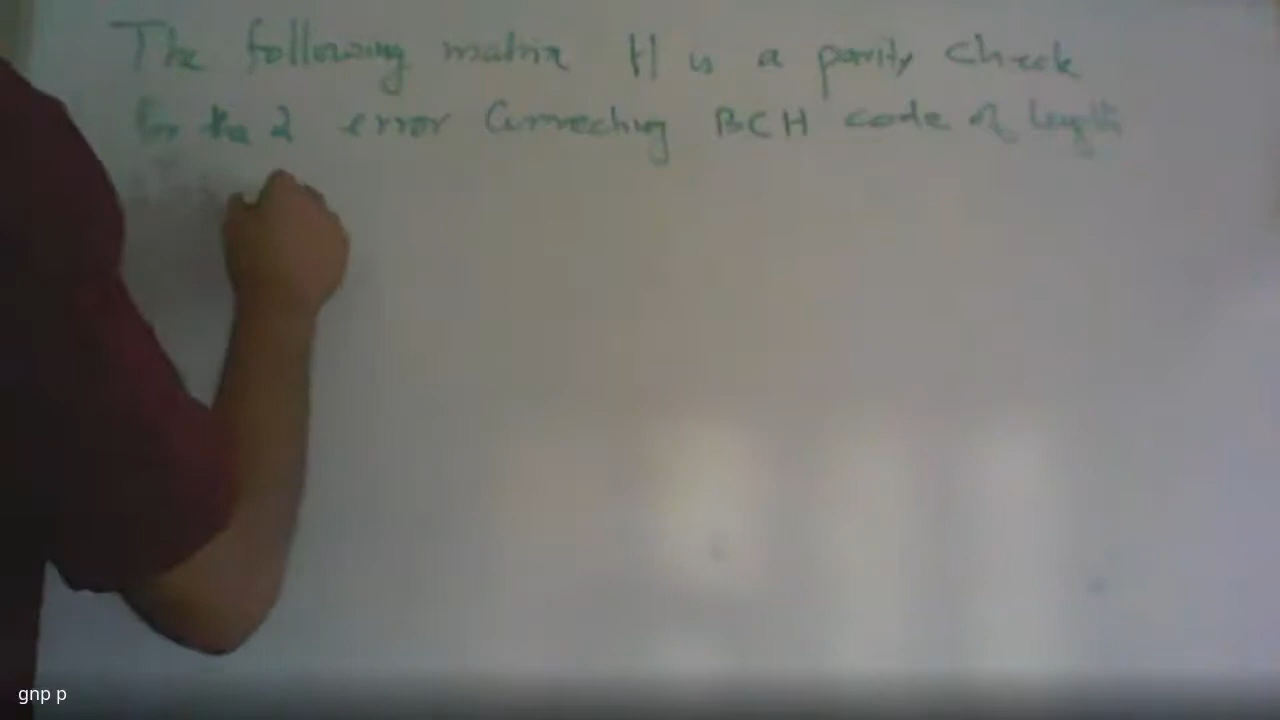 The following matrix H is a parity check
for the 2 error Correcting BCH code of length
gnp p